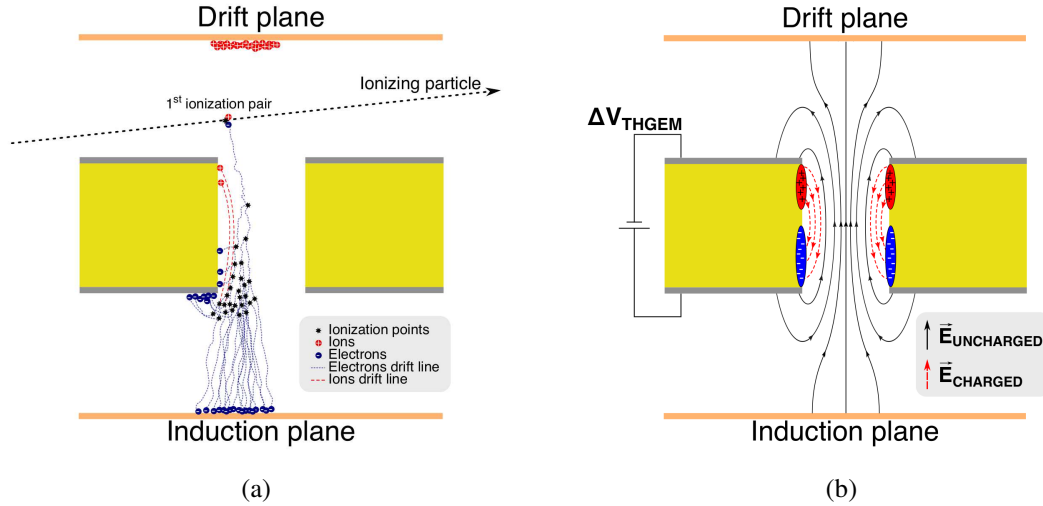 Drift plane
Ionizing particle
1st ionization pair
Ionization points
Ions
Electrons
Electrons drift line
Ions drift line
Induction plane
(a)
Drift plane
ΔVTHGEM
EUNCHARGED
ECHARGED
Induction plane
(b)